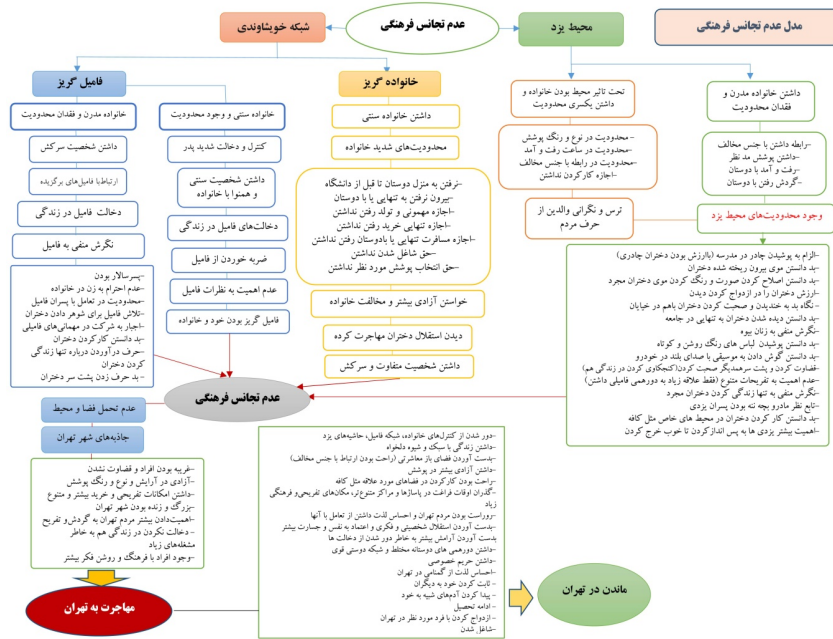 مدل عدم تجانس فرهنگی
عدم تجانس فرهنگی
محیط یزد
شبکه خویشاوندی
داشتن خانواده مدرن و
فقدان محدودیت
-رابطه داشتن با جنس مخالف
-داشتن پوشش مد نظر
-رفت و آمد با دوستان
-گردش رفتن با دوستان
تحت تاثیر محیط بودن خانواده و
داشتن یکسری محدودیت
-محدودیت در نوع و رنگ پوشش
-محدودیت در ساعت رفت و آمد
-محدودیت در رابطه با جنس مخالف
-اجازه کارکردن نداشتن
ترس و نگرانی والدین از
حرف مردم
وجود محدودیت‌های محیط یزد
-الزام به پوشیدن چادر در مدرسه (باارزش بودن دختران چادری)
-بد دانستن موی بیرون ریخته شده دختران
-بد دانستن اصلاح کردن صورت و رنگ کردن موی دختران مجرد
-ارزش دختران را در ازدواج کردن دیدن
-نگاه بد به خندیدن و صحبت کردن دختران باهم در خیابان
-بد دانستن دیده شدن دختران به تنهایی در جامعه
-نگرش منفی به زنان بیوه
-بد دانستن پوشیدن لباس های رنگ روشن و کوتاه
-بد دانستن گوش دادن به موسیقی با صدای بلند در خودرو
-قضاوت کردن و پشت سرهمدیگر صحبت کردن(کنجکاوی کردن در زندگی هم)
-عدم اهمیت به تفریحات متنوع (فقط علاقه زیاد به دورهمی فامیلی داشتن)
-نگرش منفی به تنها زندگی کردن دختران مجرد
-تابع نظر مادرو بچه ننه بودن پسران یزدی
-بد دانستن کار کردن دختران در محیط های خاص مثل کافه
-اهمیت بیشتر یزدی ها به پس اندازکردن تا خوب خرج کردن
خانواده گریز
داشتن خانواده سنتی
محدودیت‌های شدید خانواده
-نرفتن به منزل دوستان تا قبل از دانشگاه
-بیرون نرفتن به تنهایی یا با دوستان
-اجازه مهمونی و تولد رفتن نداشتن
-اجازه تنهایی خرید رفتن نداشتن
-اجازه مسافرت تنهایی یا بادوستان رفتن نداشتن
-حق شاغل شدن نداشتن
-حق انتخاب پوشش مورد نظر نداشتن
خواستن آزادی بیشتر و مخالفت خانواده
دیدن استقلال دختران مهاجرت کرده
داشتن شخصیت متفاوت و سرکش
فامیل گریز
خانواده سنتی و وجود محدودیت
کنترل و دخالت شدید پدر
داشتن شخصیت سنتی
و همنوا با خانواده
دخالت‌های فامیل در زندگی
ضربه خوردن از فامیل
عدم اهمیت به نظرات فامیل
فامیل گریز بودن خود و خانواده
خانواده مدرن و فقدان محدودیت
داشتن شخصیت سرکش
ارتباط‌با فامیل‌های برگزیده
دخالت فامیل در زندگی
نگرش منفی به فامیل
-پسرسالار بودن
-عدم احترام به زن در خانواده
-محدودیت در تعامل با پسران فامیل
-تلاش فامیل برای شوهر دادن دختران
-اجبار به شرکت در مهمانی‌های فامیلی
-بد دانستن کارکردن دختران
-حرف درآوردن درباره تنها زندگی
کردن دختران
- بد حرف زدن پشت سر دختران
عدم تجانس فرهنگی
عدم تحمل فضا و محیط
جاذبه‌های شهر تهران
-غریبه بودن افراد و قضاوت نشدن
-آزادی در آرایش و نوع و رنگ پوشش
-داشتن امکانات تفریحی و خرید بیشتر و متنوع
-بزرگ و زنده بودن شهر تهران
-اهمیت‌دادن بیشتر مردم تهران به گردش‌و تفریح
-دخالت نکردن در زندگی هم به خاطر
مشغله‌های زیاد
-وجود افراد با فرهنگ و روشن فکر بیشتر
مهاجرت به تهران
-دور شدن از کنترل‌های خانواده، شبکه فامیل، حاشیه‌های یزد
-داشتن زندگی با سبک و شیوه دلخواه
-بدست آوردن فضای باز معاشرتی (راحت بودن ارتباط با جنس مخالف)
-داشتن آزادی بیشتر در پوشش
-راحت بودن کارکردن در فضاهای مورد علاقه مثل کافه
-گذران اوقات فراغت در پاساژها و مراکز متنوع‌تر، مکان‌های تفریحی‌و فرهنگی
زیاد
-روراست بودن مردم تهران و احساس لذت داشتن از تعامل با آنها
-بدست آوردن استقلال شخصیتی و فکری و اعتماد به نفس و جسارت بیشتر
بدست آوردن آرامش بیشتر به خاطر دور شدن از دخالت ها
-داشتن دورهمی های دوستانه مختلط و شبکه دوستی قوی
-داشتن حریم خصوصی
-احساس لذت از گمنامی در تهران
- ثابت کردن خود به دیگران
- پیدا کردن آدم‌های شبیه به خود
-ادامه تحصیل
-ازدواج کردن با فرد مورد نظر در تهران
-شاغل شدن
ماندن در تهران